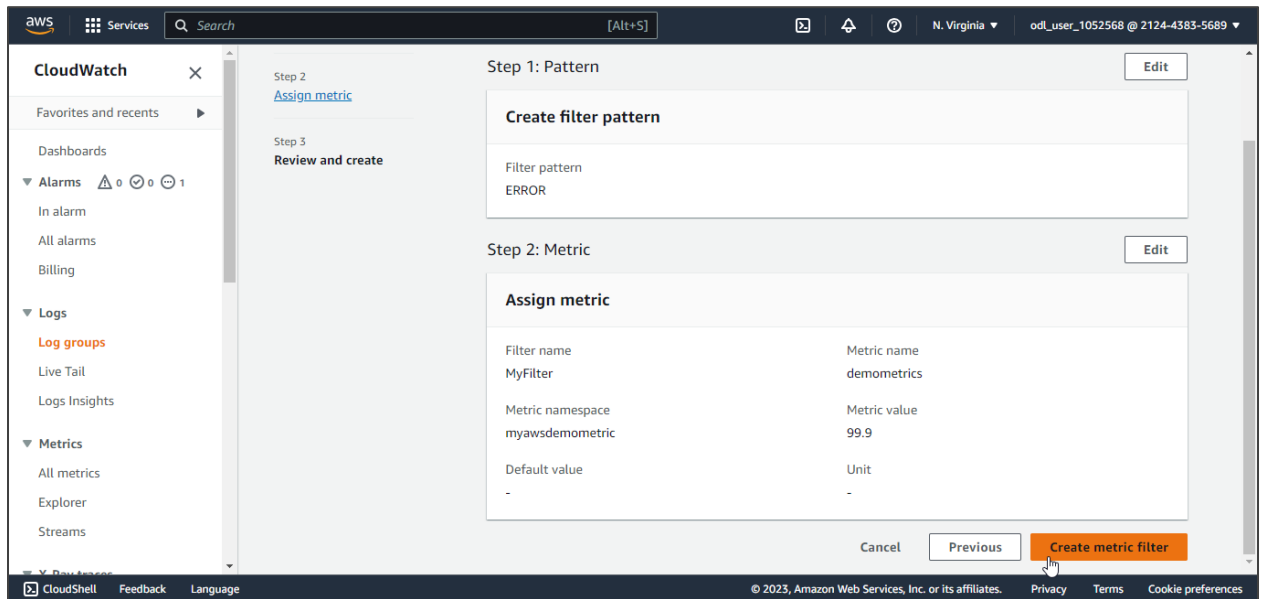 aws
Services
Search
[Alt+S]
N. Virginia
odl_user_1052568 @ 2124-4383-5689
CloudWatch
Favorites and recents
Dashboards
Alarms 0 0 1
In alarm
All alarms
Billing
Logs
Log groups
Live Tail
Logs Insights
Metrics
All metrics
Explorer
Streams
X-Ray traces
Step 2
Assign metric
Step 3
Review and create
Step 1: Pattern
Edit
Create filter pattern
Filter pattern
ERROR
Step 2: Metric
Edit
Assign metric
Filter name
MyFilter
Metric name
demometrics
Metric namespace
myawsdemometric
Metric value
99.9
Default value
-
Unit
-
Cancel
Previous
Create metric filter
CloudShell
Feedback
Language
© 2023, Amazon Web Services, Inc. or its affiliates.
Privacy
Terms
Cookie preferences